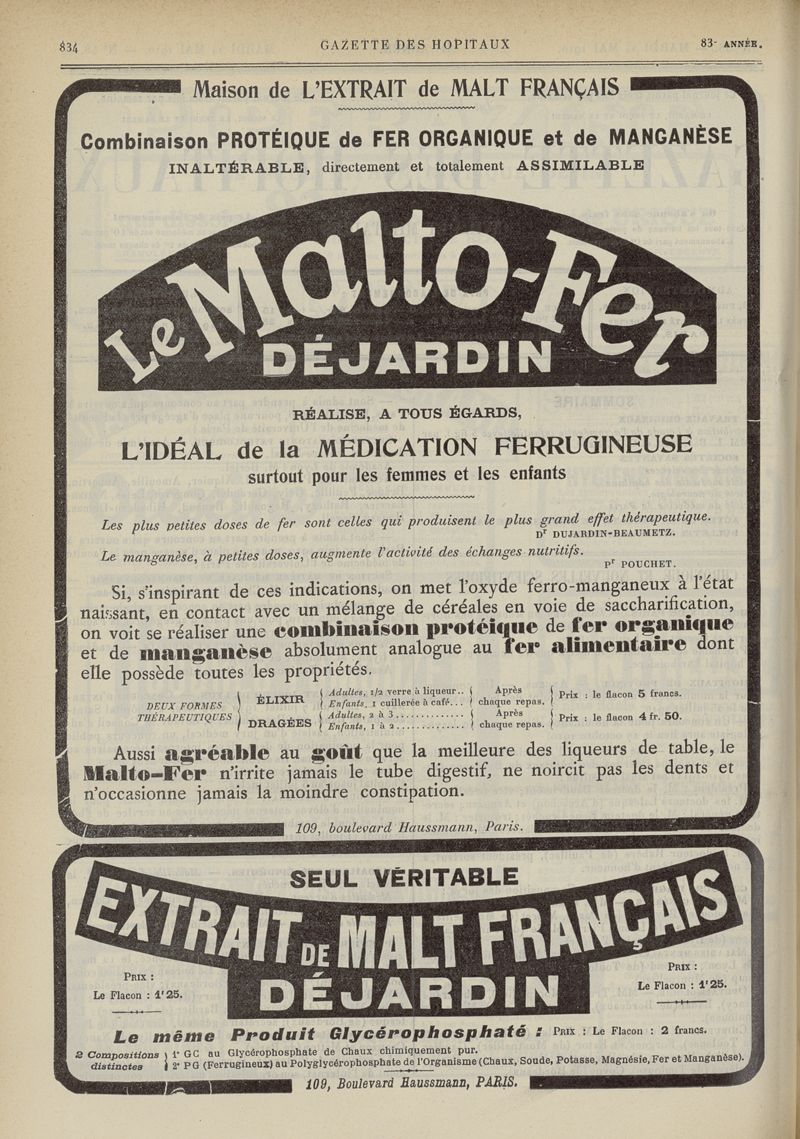 834
GAZETTE DES HOPITAUX
83e ANNÉE.
Maison de L'EXTRAIT de MALT FRANÇAIS
Combinaison PROTÉIQUE de FER ORGANIQUE et de MANGANÈSE
INALTÉRABLE, directement et totalement ASSIMILABLE
Le Malto-Fer
DÉJARDIN
RÉALISE, A TOUS ÉGARDS,
L'IDÉAL de la MÉDICATION FERRUGINEUSE
surtout pour les femmes et les enfants
Les plus petites doses de fer sont celles qui produisent le plus grand effet thérapeutique.
Dr DUJARDIN-BEAUMETZ.
Le manganèse, à petites doses, augmente l'activité des échanges nutritifs.
Pr POUCHET.
Si, s'inspirant de ces indications, on met l'oxyde ferro-manganeux à l'état
naissant, en contact avec un mélange de céréales en voie de saccharification,
on voit se réaliser une combinaison protéique de fer organique
et de manganèse absolument analogue au fer alimentaire dont
elle possède toutes les propriétés.
DEUX FORMES
THÉRAPEUTIQUES
ÉLIXIR
Adultes, 1/2 verre à liqueur..
Enfants, 1 cuillerée à café...
Après
chaque repas.
Prix : le flacon 5 francs.
DRAGÉES
Adultes, 2 à 3..............
Enfants, 1 à 2..............
Après
chaque repas.
Prix : le flacon 4 fr. 50.
Aussi agréable au goût que la meilleure des liqueurs de table, le
Malto-Fer n'irrite jamais le tube digestif, ne noircit pas les dents et
n'occasionne jamais la moindre constipation.
109, boulevard Haussmann, Paris.
SEUL VÉRITABLE
EXTRAIT DE MALT FRANÇAIS
DÉJARDIN
PRIX :
Le Flacon : 1f25.
PRIX :
Le Flacon : 1f25.
Le même Produit Glycérophosphaté : PRIX : Le Flacon : 2 francs.
2 Compositions
distinctes
1° GC au Glycérophosphate de Chaux chimiquement pur.
2° PG (Ferrugineux) au Polyglycérophosphate de l'Organisme (Chaux, Soude, Potasse, Magnésie, Fer et Manganèse).
109, Boulevard Haussmann, PARIS.